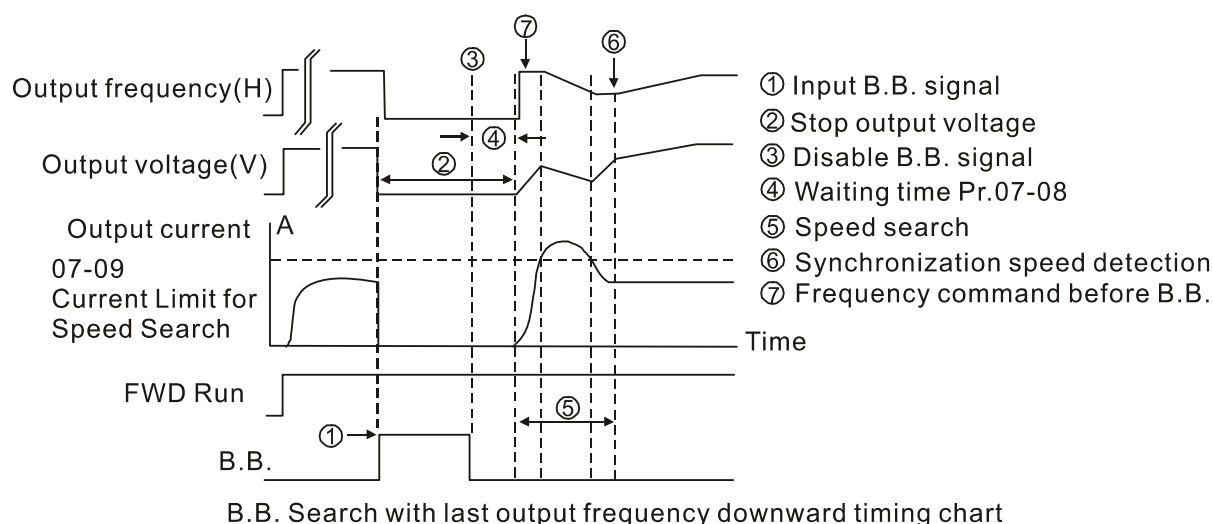 ⑦
⑥
③
Output frequency(H)
① Input B.B. signal
② Stop output voltage
④
Output voltage(V)
②
③ Disable B.B. signal
④ Waiting time Pr.07-08
Output current
A
⑤ Speed search
07-09
Current Limit for
Speed Search
⑥ Synchronization speed detection
⑦ Frequency command before B.B.
Time
FWD Run
⑤
①
B.B.
B.B. Search with last output frequency downward timing chart